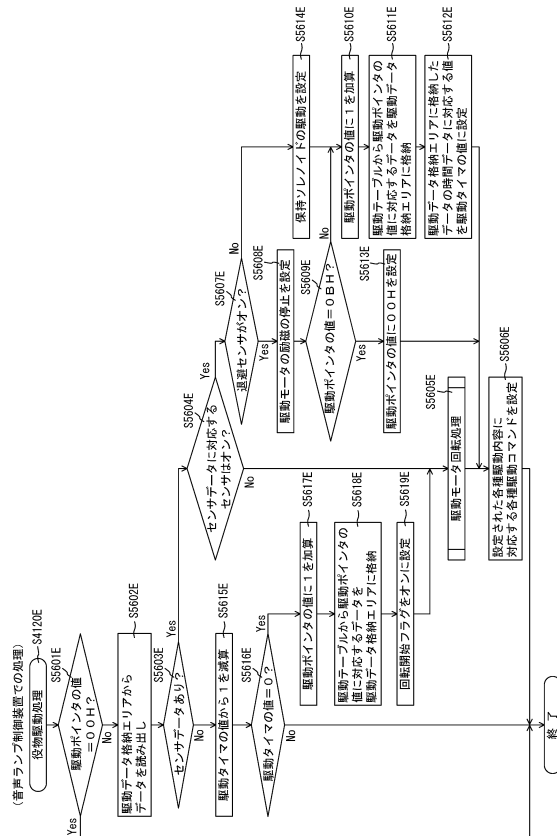 (音声ランプ制御装置での処理)
役物駆動処理
S4120E
S5601E
駆動ポインタの値
=00H?
Yes
No
S5602E
駆動データ格納エリアから
データを読み出し
S5603E
センサデータあり?
Yes
No
S5604E
センサデータに対応する
センサはオン?
Yes
No
S5607E
退避センサがオン?
No
Yes
S5608E
駆動モータの励磁の停止を設定
S5609E
駆動ポインタの値=0BH?
No
Yes
S5613E
駆動ポインタの値に00Hを設定
S5614E
保持ソレノイドの駆動を設定
S5610E
駆動ポインタの値に1を加算
S5611E
駆動テーブルから駆動ポインタの
値に対応するデータを駆動データ
格納エリアに格納
S5612E
駆動データ格納エリアに格納した
データの時間データに対応する値
を駆動タイマの値に設定
S5615E
駆動タイマの値から1を減算
S5616E
駆動タイマの値=0?
Yes
No
S5617E
駆動ポインタの値に1を加算
S5618E
駆動テーブルから駆動ポインタの
値に対応するデータを
駆動データ格納エリアに格納
S5619E
回転開始フラグをオンに設定
S5605E
駆動モータ回転処理
S5606E
設定された各種駆動内容に
対応する各種駆動コマンドを設定
終了